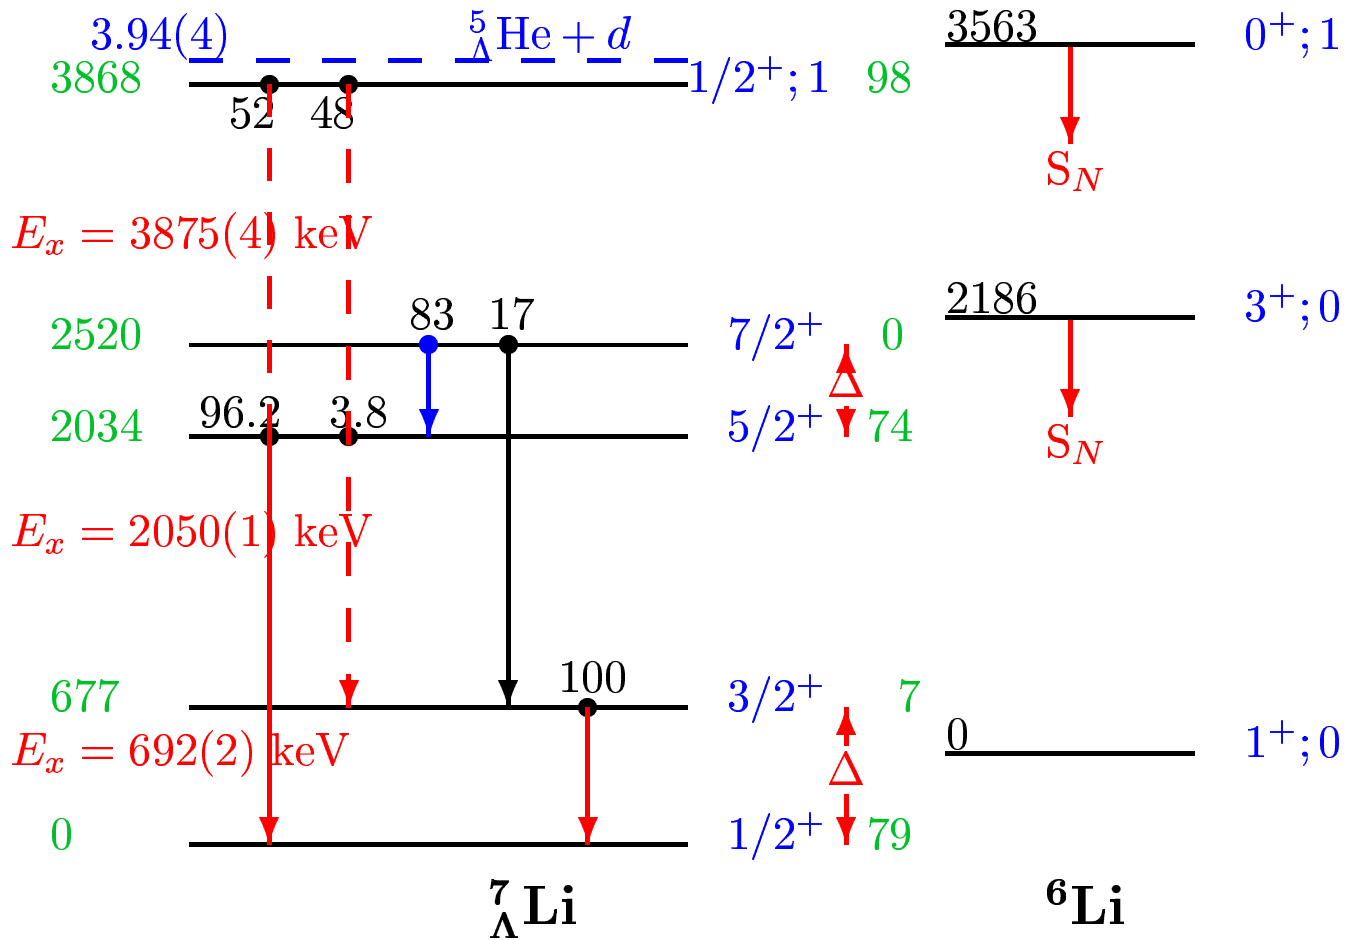 3.94(4) ⁵_ΛHe + d 3563 0⁺; 1
3868 1/2⁺; 1 98
52 48
S_N
E_x = 3875(4) keV
83 17 2186 3⁺; 0
2520 7/2⁺ 0
Δ
96.2 3.8
2034 5/2⁺ 74
S_N
E_x = 2050(1) keV
100
677 3/2⁺ 7
0 1⁺; 0
E_x = 692(2) keV Δ
0 1/2⁺ 79
⁷_ΛLi ⁶Li